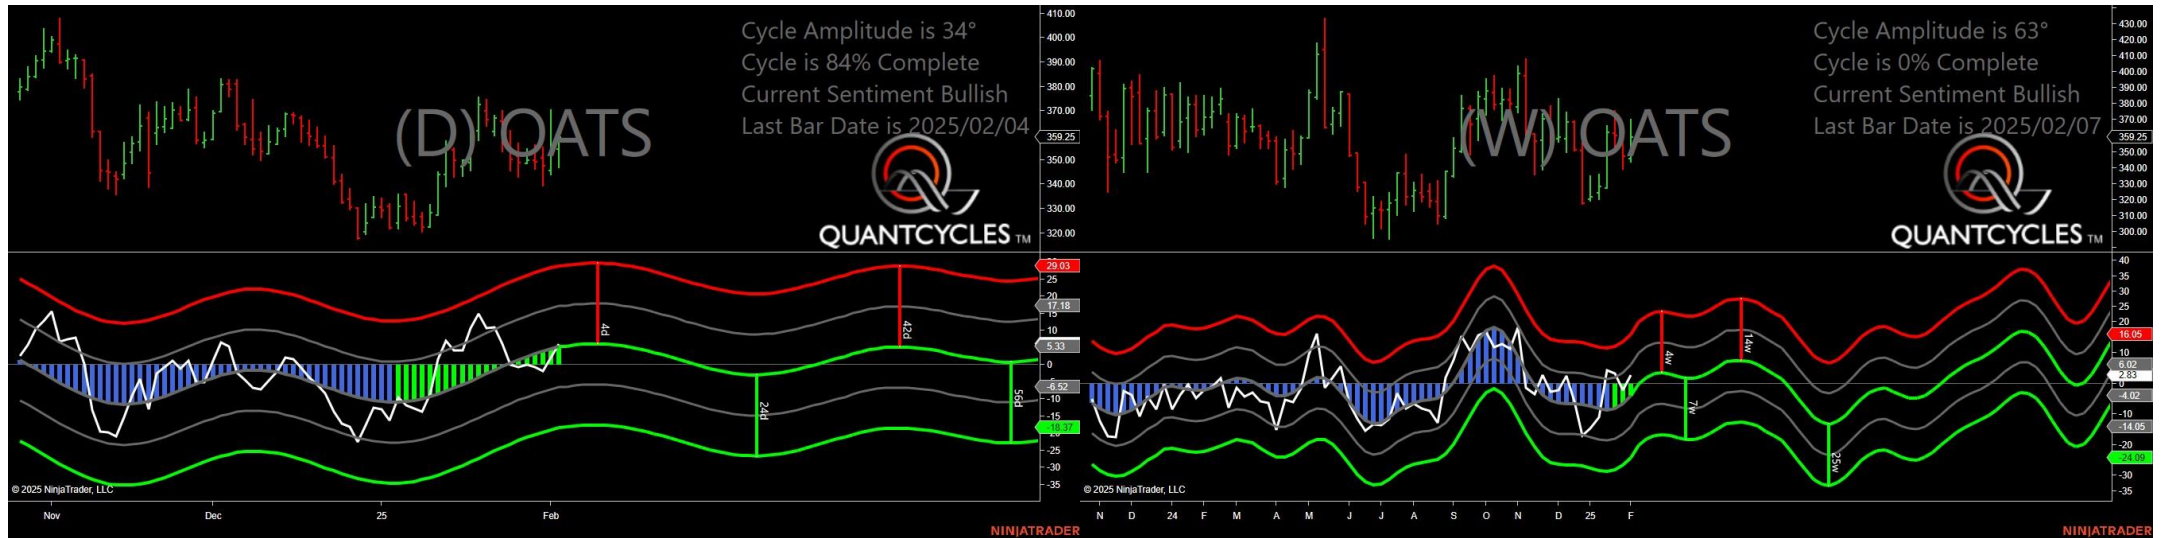 Cycle Amplitude is 34°
Cycle is 84% Complete
Current Sentiment Bullish
Last Bar Date is 2025/02/04
(D) OATS
QUANTCYCLES TM
410.00
400.00
390.00
380.00
370.00
359.25
350.00
340.00
330.00
320.00
29.03
25
20
17.18
15
10
5.33
0
-6.52
-10
-15
-18.37
-25
-30
-35
4d
24d
42d
56d
© 2025 NinjaTrader, LLC
Nov
Dec
25
Feb
NINJATRADER
Cycle Amplitude is 63°
Cycle is 0% Complete
Current Sentiment Bullish
Last Bar Date is 2025/02/07
(W) OATS
QUANTCYCLES TM
430.00
420.00
410.00
400.00
390.00
380.00
370.00
359.25
350.00
340.00
330.00
320.00
310.00
300.00
40
35
30
25
20
16.05
10
6.02
2.83
0
-4.02
-10
-14.05
-20
-24.09
-30
-35
4w
7w
14w
25w
© 2025 NinjaTrader, LLC
N
D
24
F
M
A
M
J
J
A
S
O
N
D
25
F
NINJATRADER